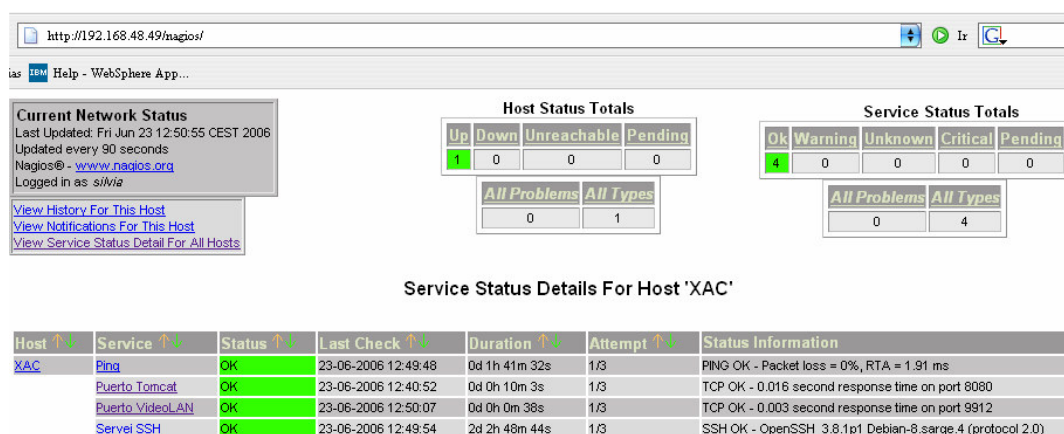 http://192.168.48.49/nagios/ Ir G
ias IBM Help - WebSphere App...
Current Network Status
Last Updated: Fri Jun 23 12:50:55 CEST 2006
Updated every 90 seconds
Nagios® - www.nagios.org
Logged in as silvia
View History For This Host
View Notifications For This Host
View Service Status Detail For All Hosts
Host Status Totals
Up Down Unreachable Pending
1 0 0 0
All Problems All Types
0 1
Service Status Totals
Ok Warning Unknown Critical Pending
4 0 0 0 0
All Problems All Types
0 4
Service Status Details For Host 'XAC'
Host Service Status Last Check Duration Attempt Status Information
XAC Ping OK 23-06-2006 12:49:48 0d 1h 41m 32s 1/3 PING OK - Packet loss = 0%, RTA = 1.91 ms
Puerto Tomcat OK 23-06-2006 12:40:52 0d 0h 10m 3s 1/3 TCP OK - 0.016 second response time on port 8080
Puerto VideoLAN OK 23-06-2006 12:50:07 0d 0h 0m 38s 1/3 TCP OK - 0.003 second response time on port 9912
Servei SSH OK 23-06-2006 12:49:54 2d 2h 48m 44s 1/3 SSH OK - OpenSSH_3.8.1p1 Debian-8.sarge.4 (protocol 2.0)